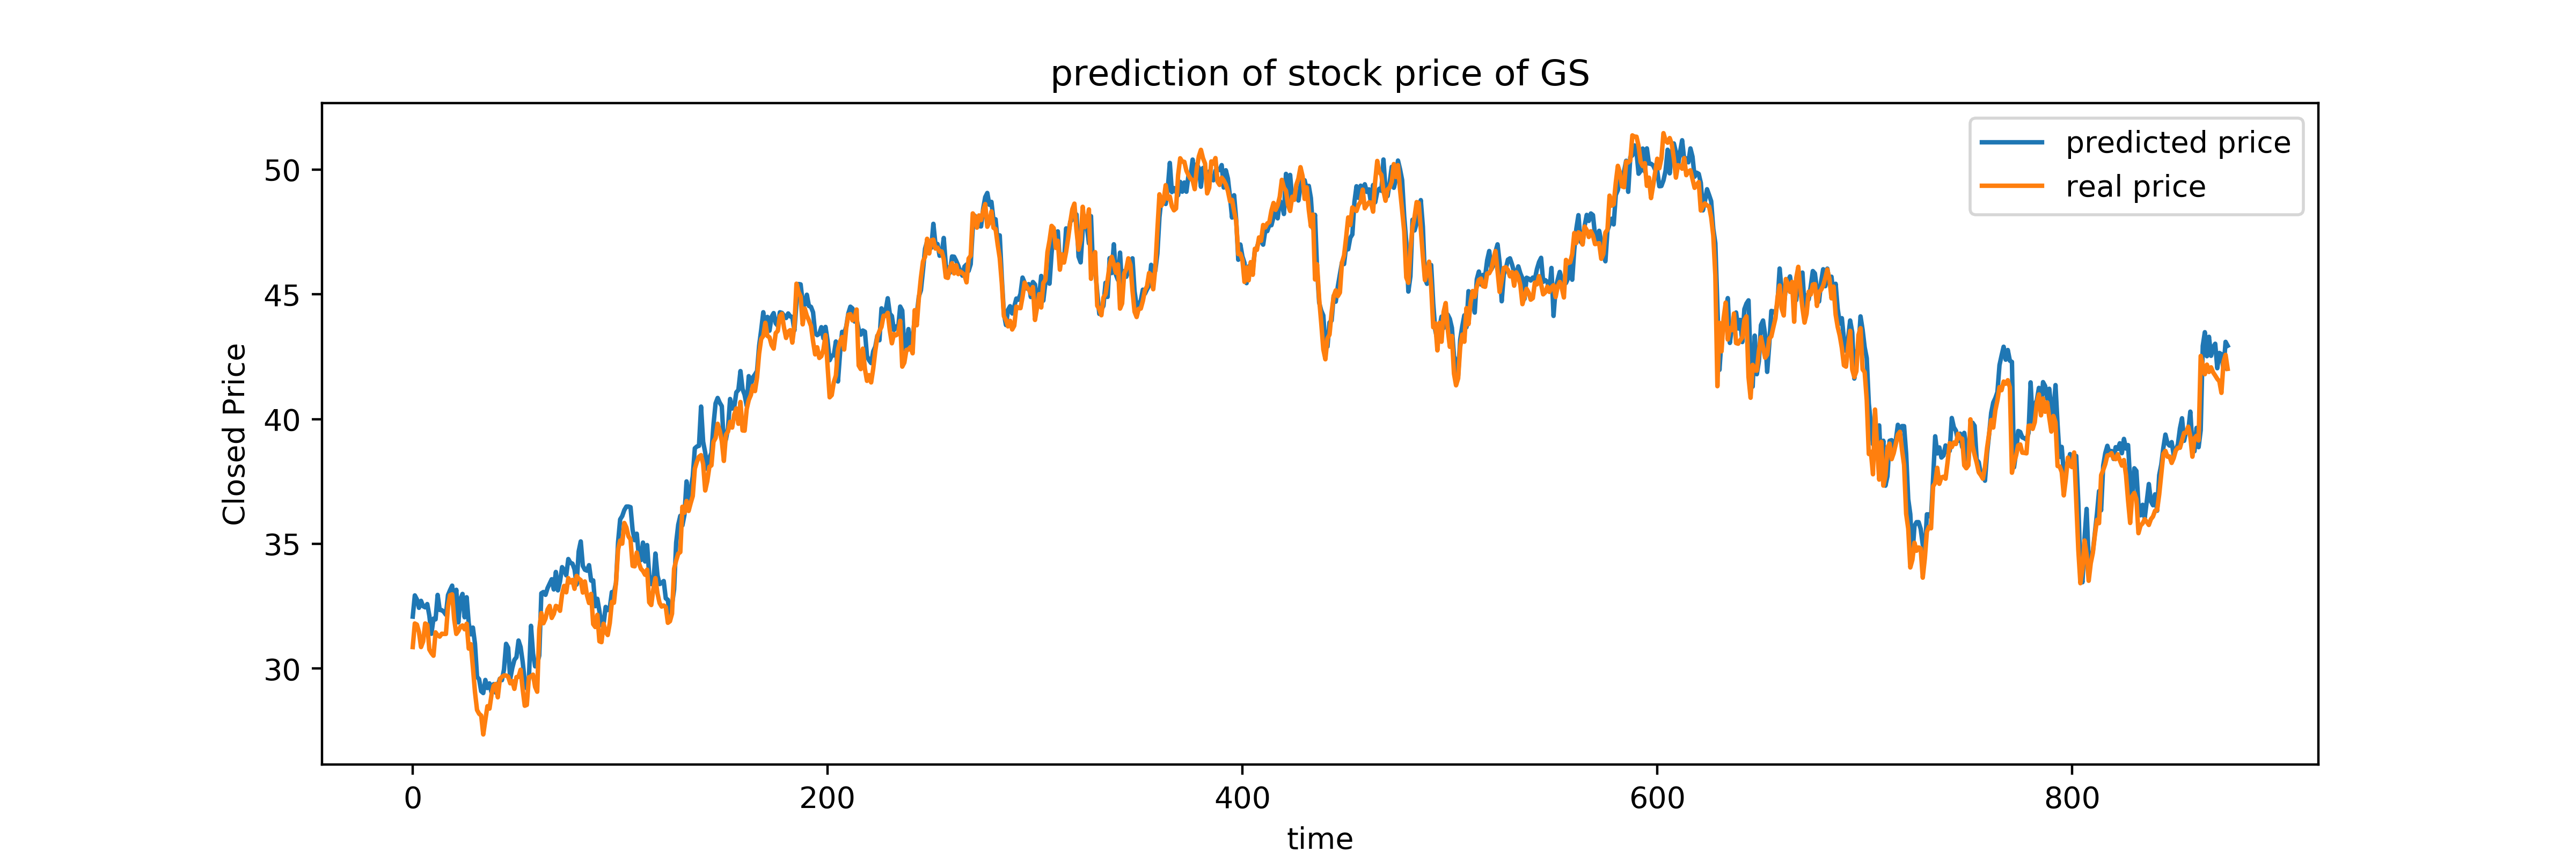 prediction of stock price of GS
predicted price
real price
Closed Price
50
45
40
35
30
0 200 400 600 800
time